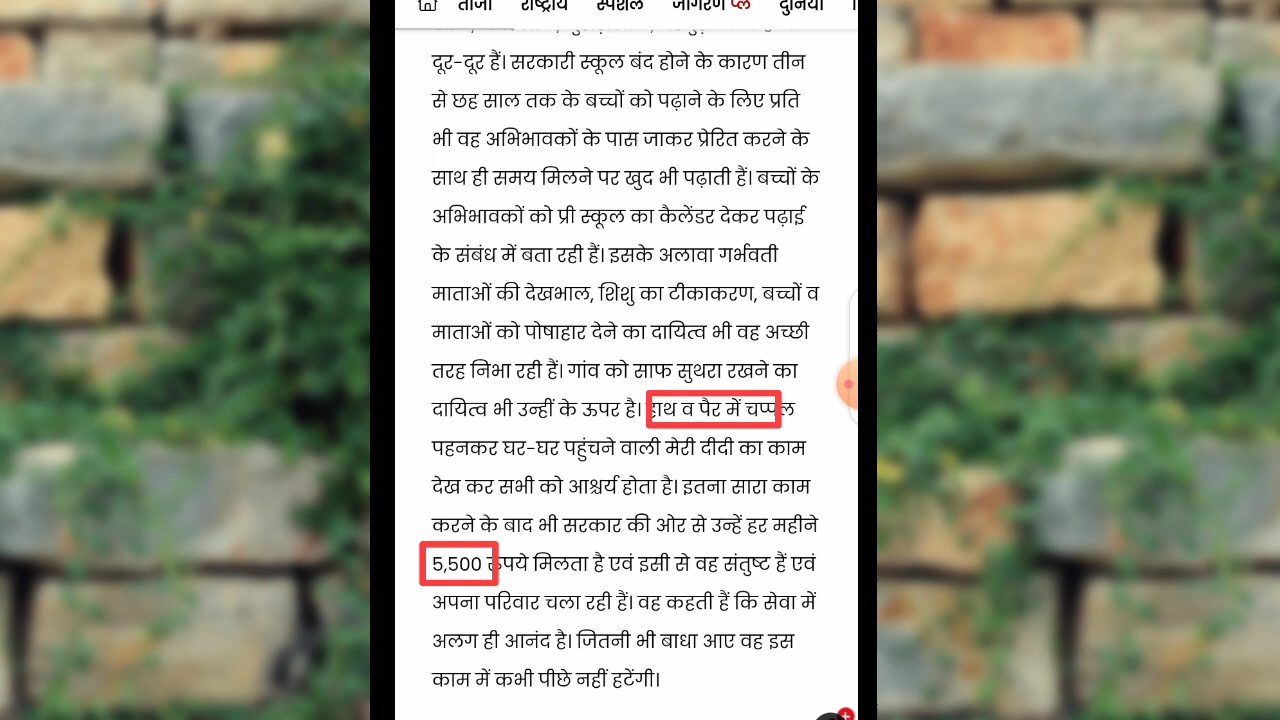 ताजा राष्ट्रीय स्पेशल जागरण प्ल दुनिया
दूर-दूर हैं। सरकारी स्कूल बंद होने के कारण तीन
से छह साल तक के बच्चों को पढ़ाने के लिए प्रति
भी वह अभिभावकों के पास जाकर प्रेरित करने के
साथ ही समय मिलने पर खुद भी पढ़ाती हैं। बच्चों के
अभिभावकों को प्री स्कूल का कैलेंडर देकर पढ़ाई
के संबंध में बता रही हैं। इसके अलावा गर्भवती
माताओं की देखभाल, शिशु का टीकाकरण, बच्चों व
माताओं को पोषाहार देने का दायित्व भी वह अच्छी
तरह निभा रही हैं। गांव को साफ सुथरा रखने का
दायित्व भी उन्हीं के ऊपर है। हाथ व पैर में चप्पल
पहनकर घर-घर पहुंचने वाली मेरी दीदी का काम
देख कर सभी को आश्चर्य होता है। इतना सारा काम
करने के बाद भी सरकार की ओर से उन्हें हर महीने
5,500 रूपये मिलता है एवं इसी से वह संतुष्ट हैं एवं
अपना परिवार चला रही हैं। वह कहती हैं कि सेवा में
अलग ही आनंद है। जितनी भी बाधा आए वह इस
काम में कभी पीछे नहीं हटेंगी।